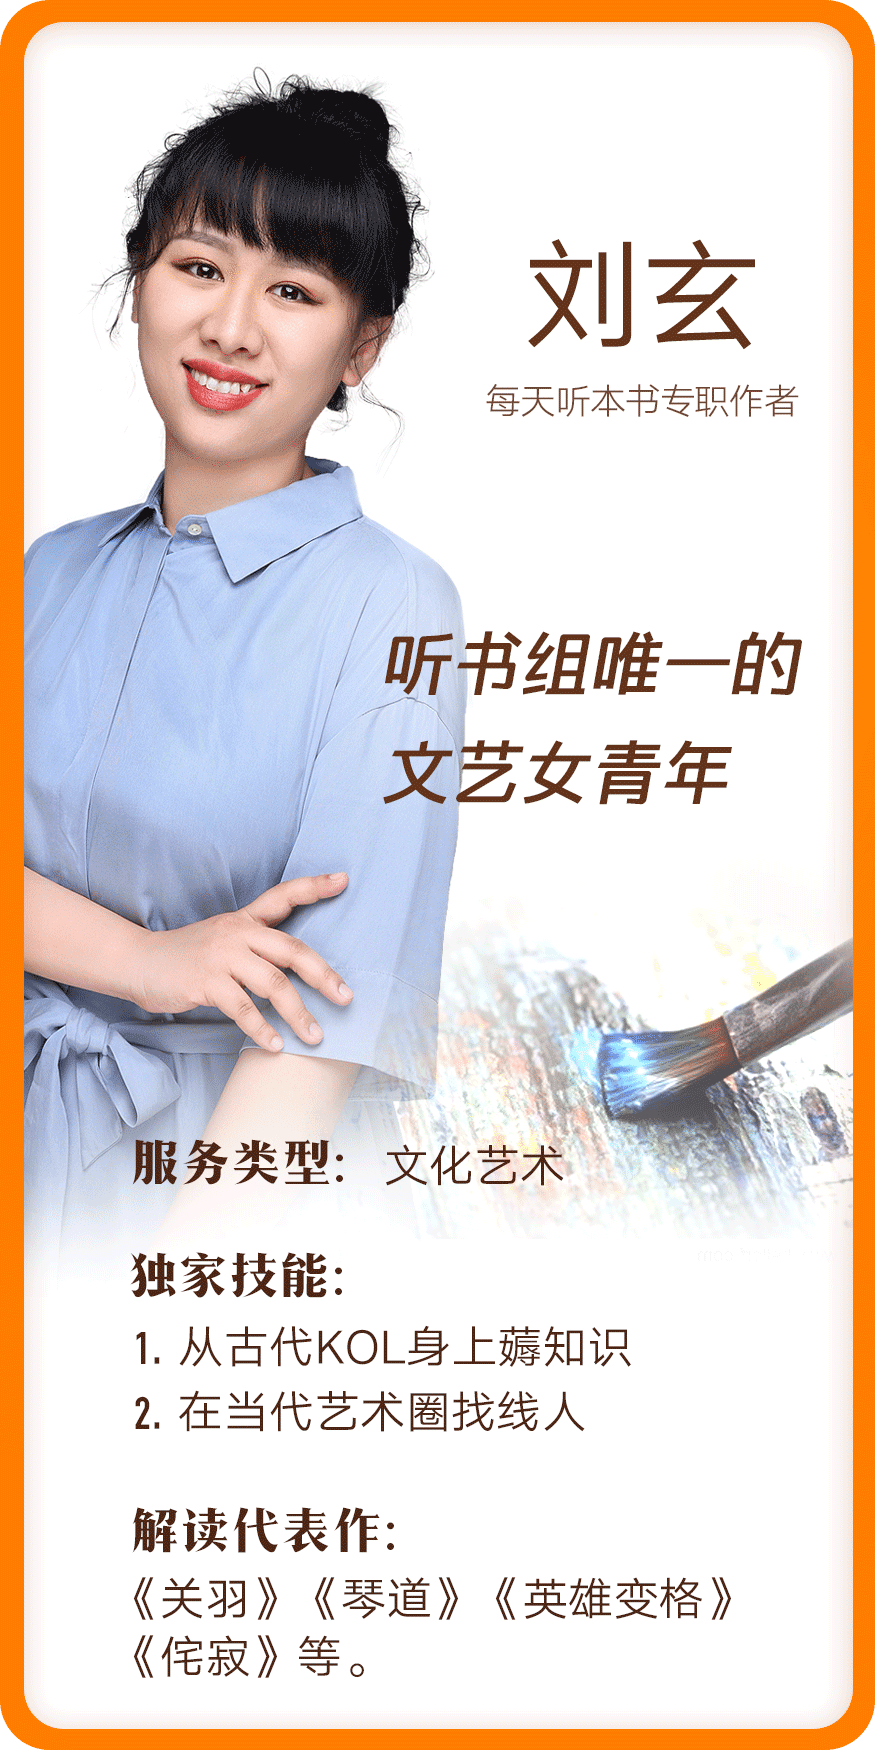 刘玄
每天听本书专职作者
听书组唯一的
文艺女青年
服务类型： 文化艺术
独家技能：
1. 从古代KOL身上薅知识
2. 在当代艺术圈找线人
解读代表作：
《关羽》《琴道》《英雄变格》
《侘寂》等。